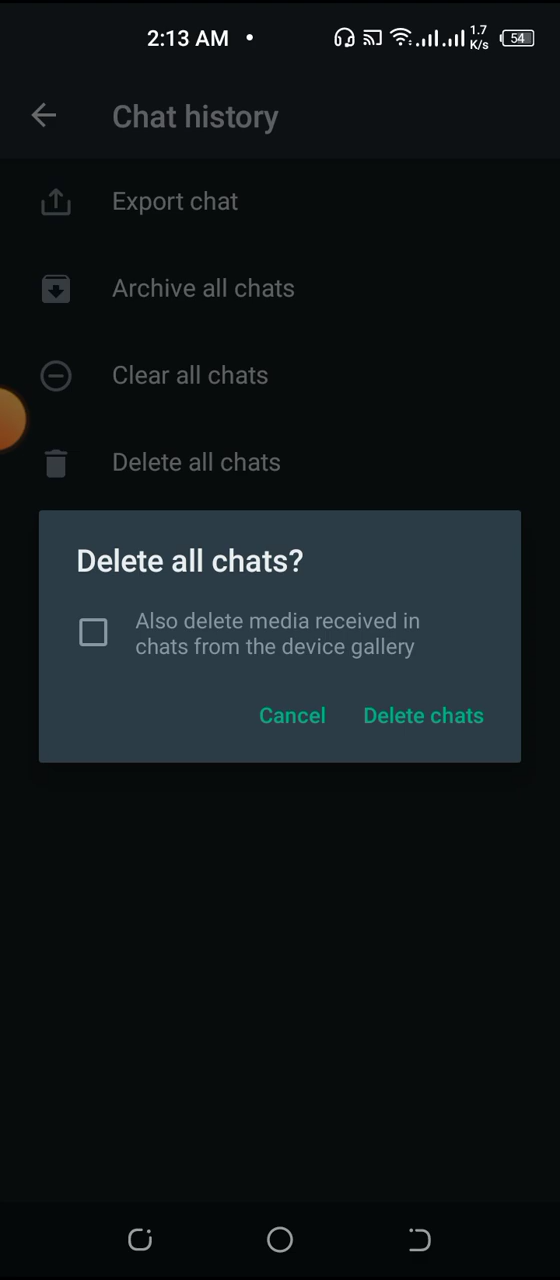 2:13 AM • 1.7 K/s 54
Chat history
Export chat
Archive all chats
Clear all chats
Delete all chats
Delete all chats?
Also delete media received in
chats from the device gallery
Cancel Delete chats